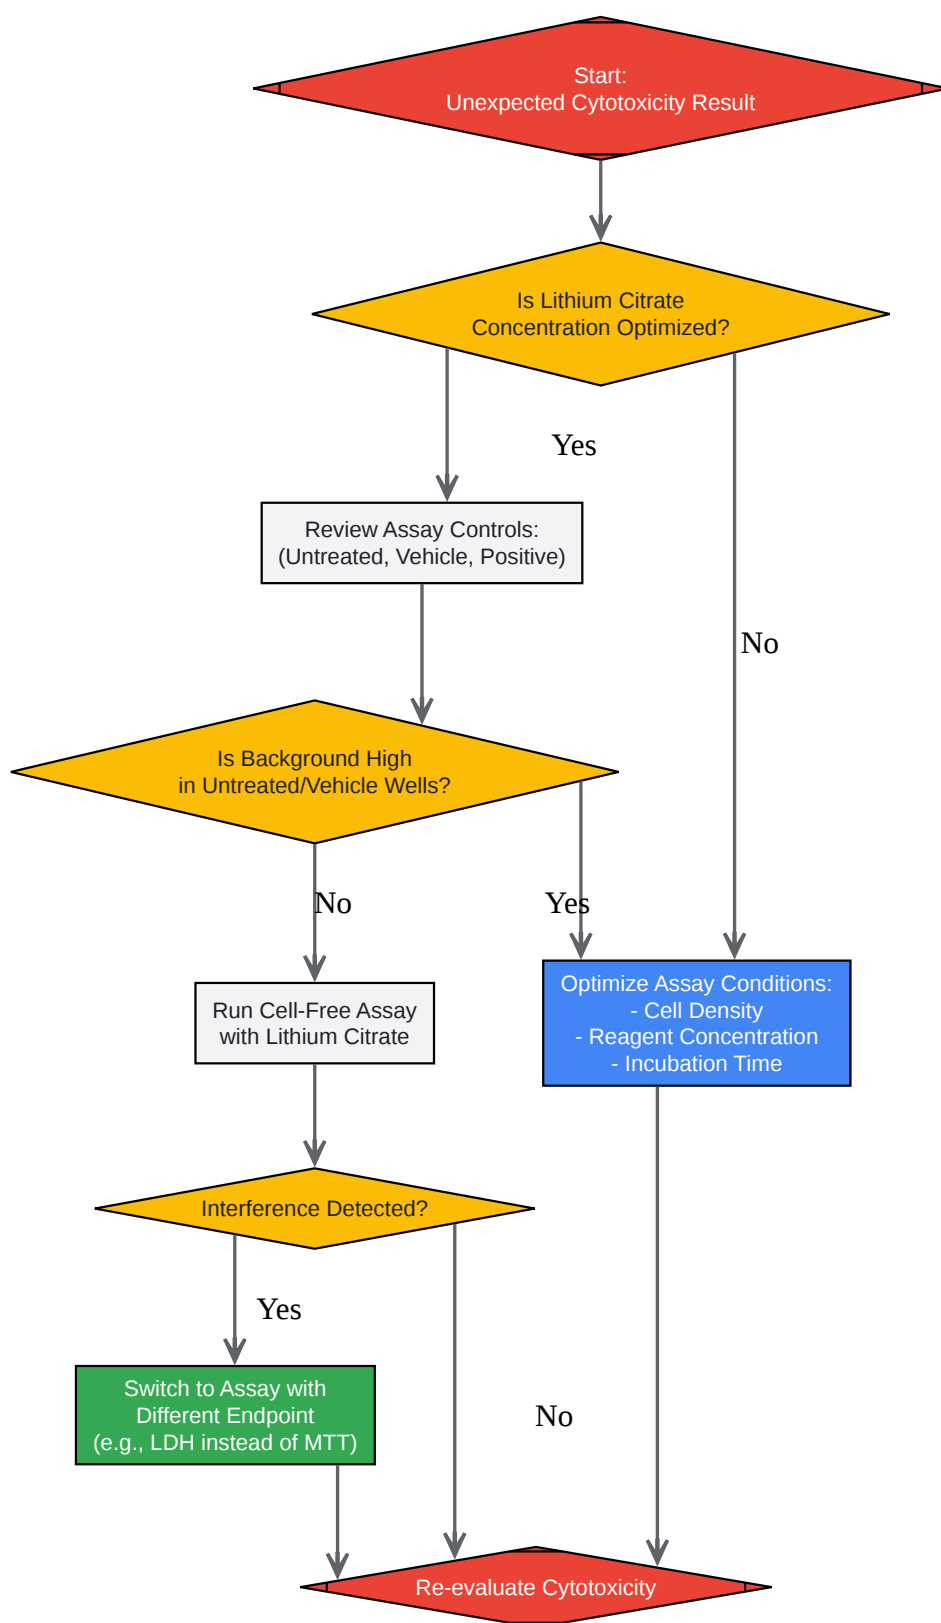 Start:
Unexpected Cytotoxicity Result
Is Lithium Citrate
Concentration Optimized?
Yes
Review Assay Controls:
(Untreated, Vehicle, Positive)
No
Is Background High
in Untreated/Vehicle Wells?
No
Yes
Run Cell-Free Assay
with Lithium Citrate
Optimize Assay Conditions:
- Cell Density
- Reagent Concentration
- Incubation Time
Interference Detected?
Yes
Switch to Assay with
Different Endpoint
(e.g., LDH instead of MTT)
No
Re-evaluate Cytotoxicity